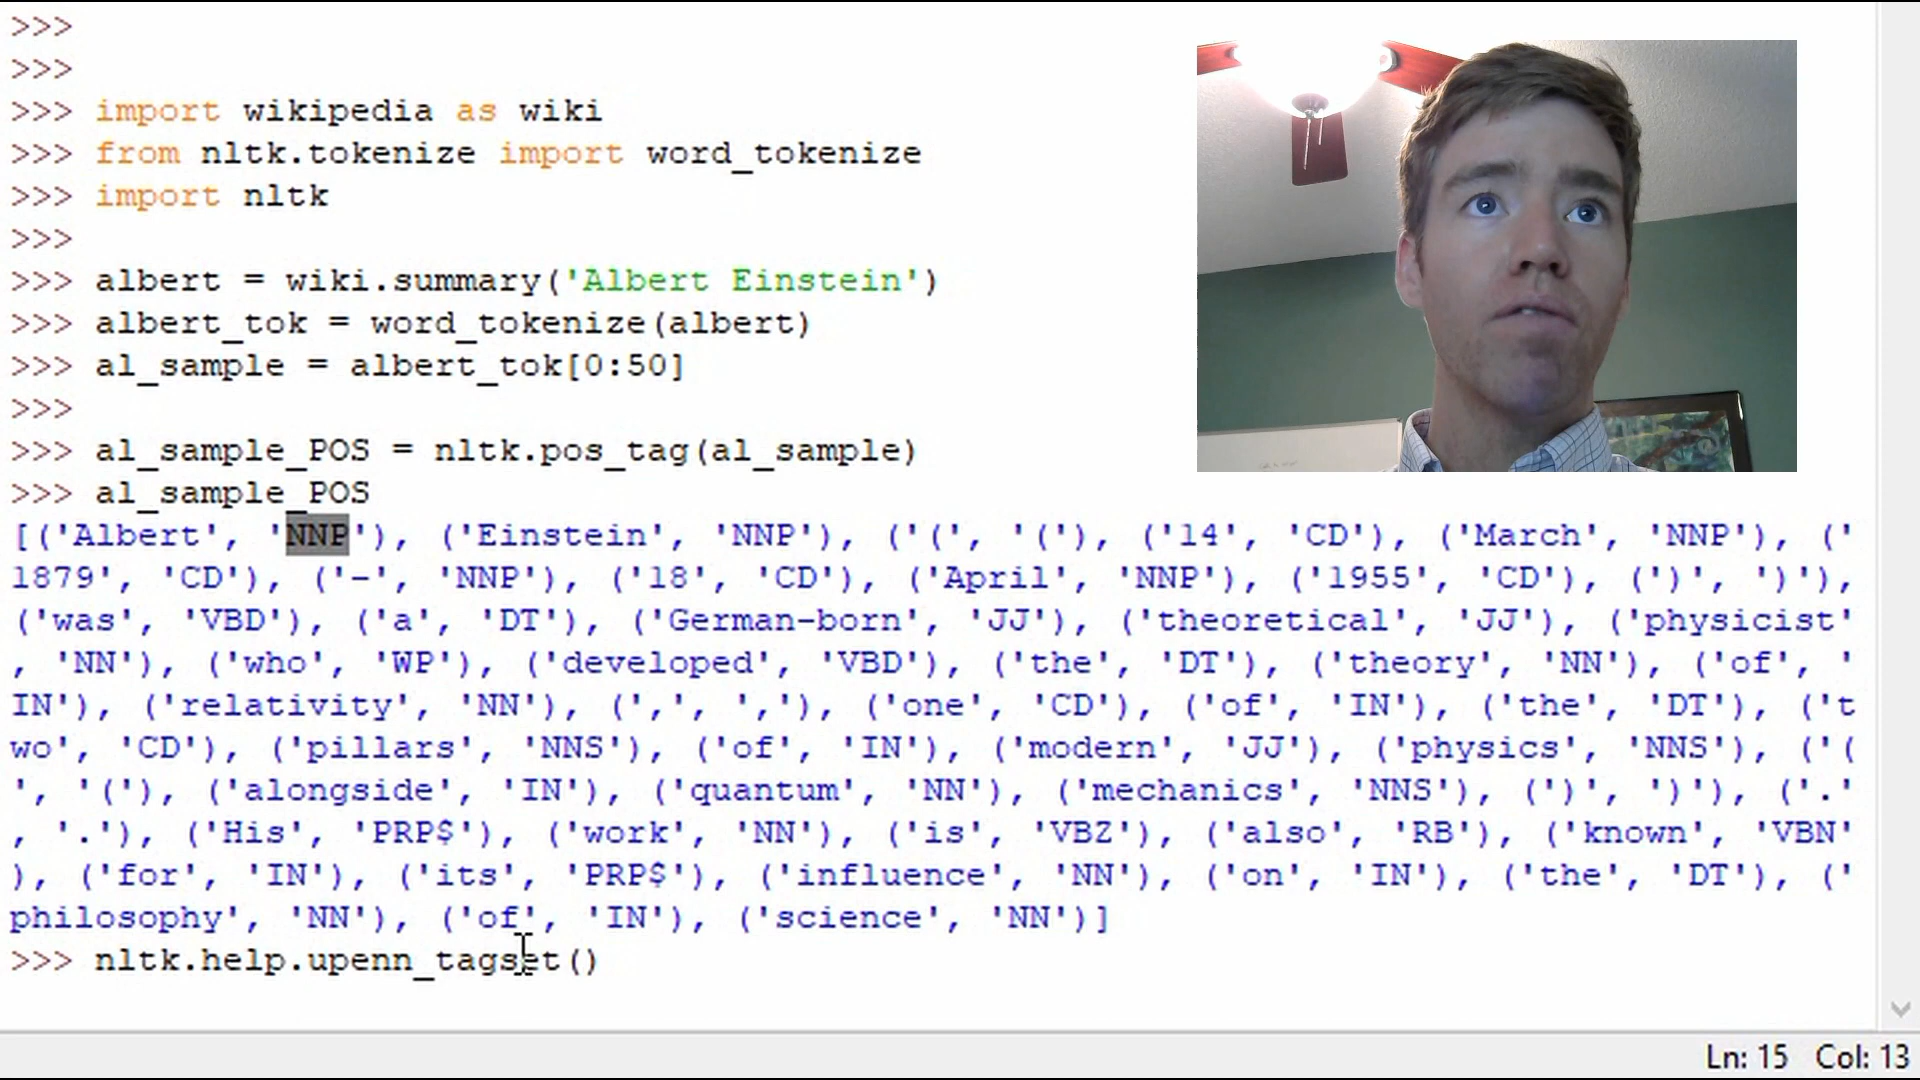 >>>
>>>
>>> import wikipedia as wiki
>>> from nltk.tokenize import word_tokenize
>>> import nltk
>>>
>>> albert = wiki.summary('Albert Einstein')
>>> albert_tok = word_tokenize(albert)
>>> al_sample = albert_tok[0:50]
>>>
>>> al_sample_POS = nltk.pos_tag(al_sample)
>>> al_sample_POS
[('Albert', 'NNP'), ('Einstein', 'NNP'), ('(', '('), ('14', 'CD'), ('March', 'NNP'), ('
1879', 'CD'), ('–', 'NNP'), ('18', 'CD'), ('April', 'NNP'), ('1955', 'CD'), (')', ')'),
('was', 'VBD'), ('a', 'DT'), ('German-born', 'JJ'), ('theoretical', 'JJ'), ('physicist'
, 'NN'), ('who', 'WP'), ('developed', 'VBD'), ('the', 'DT'), ('theory', 'NN'), ('of', '
IN'), ('relativity', 'NN'), (',', ','), ('one', 'CD'), ('of', 'IN'), ('the', 'DT'), ('t
wo', 'CD'), ('pillars', 'NNS'), ('of', 'IN'), ('modern', 'JJ'), ('physics', 'NNS'), ('(
', '('), ('alongside', 'IN'), ('quantum', 'NN'), ('mechanics', 'NNS'), (')', ')'), ('.'
, '.'), ('His', 'PRP$'), ('work', 'NN'), ('is', 'VBZ'), ('also', 'RB'), ('known', 'VBN'
), ('for', 'IN'), ('its', 'PRP$'), ('influence', 'NN'), ('on', 'IN'), ('the', 'DT'), ('
philosophy', 'NN'), ('of', 'IN'), ('science', 'NN')]
>>> nltk.help.upenn_tagset()
Ln: 15 Col: 13